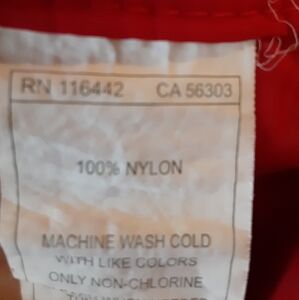 RN 116442 CA 56303
100% NYLON
MACHINE WASH COLD
WITH LIKE COLORS
ONLY NON-CHLORINE